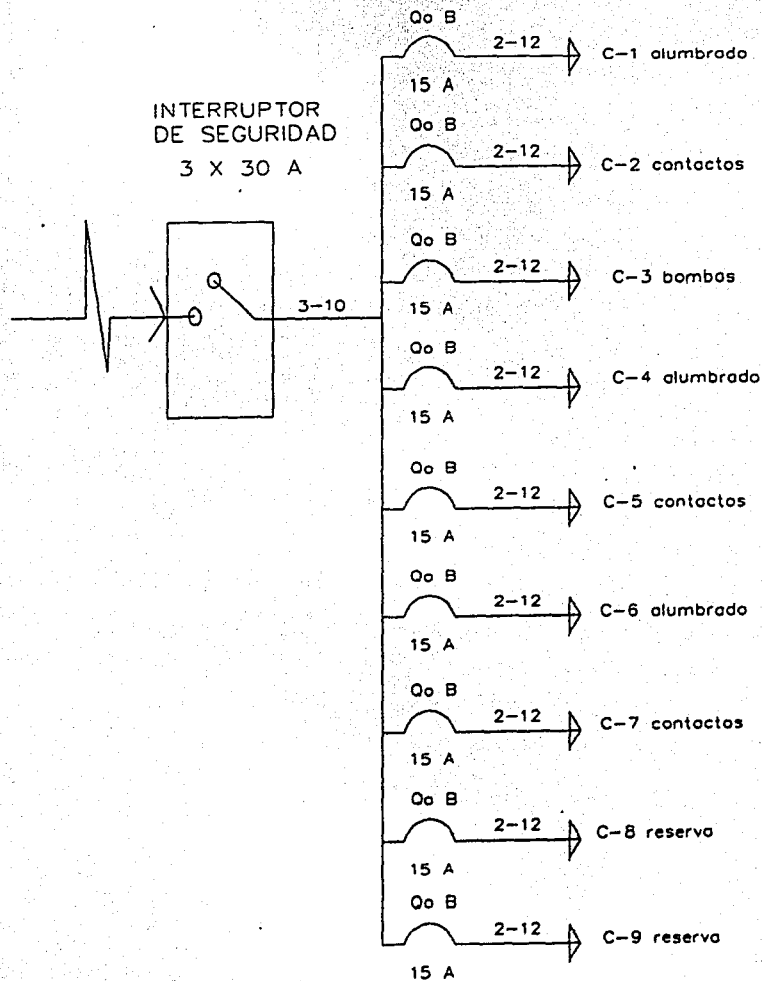 INTERRUPTOR
DE SEGURIDAD
3 X 30 A
3-10
Qo B
2-12
C-1 alumbrado
15 A
Qo B
2-12
C-2 contactos
15 A
Qo B
2-12
C-3 bombas
15 A
Qo B
2-12
C-4 alumbrado
15 A
Qo B
2-12
C-5 contactos
15 A
Qo B
2-12
C-6 alumbrado
15 A
Qo B
2-12
C-7 contactos
15 A
Qo B
2-12
C-8 reserva
15 A
Qo B
2-12
C-9 reserva
15 A